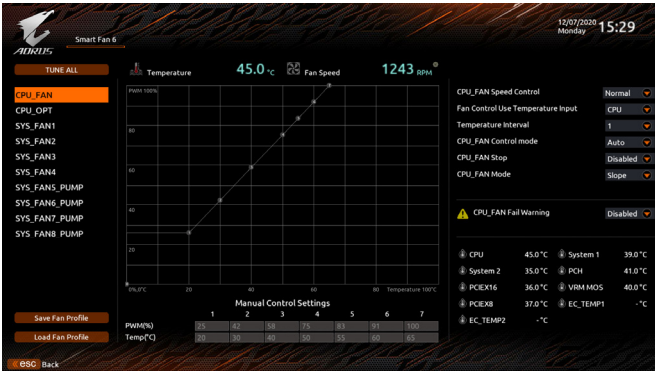 AORUS
Smart Fan 6
12/07/2020 Monday 15:29
TUNE ALL
Temperature 45.0 °C Fan Speed 1243 RPM
CPU_FAN
CPU_OPT
SYS_FAN1
SYS_FAN2
SYS_FAN3
SYS_FAN4
SYS_FAN5_PUMP
SYS_FAN6_PUMP
SYS_FAN7_PUMP
SYS_FAN8_PUMP
Save Fan Profile
Load Fan Profile
PWM 100%
80
60
40
20
0%,0°C 20 40 60 80 Temperature 100°C
Manual Control Settings
1 2 3 4 5 6 7
PWM(%) 25 42 58 75 83 91 100
Temp(°C) 20 30 40 50 55 60 65
CPU_FAN Speed Control Normal
Fan Control Use Temperature Input CPU
Temperature Interval 1
CPU_FAN Control mode Auto
CPU_FAN Stop Disabled
CPU_FAN Mode Slope
CPU_FAN Fail Warning Disabled
CPU 45.0°C System 1 39.0°C
System 2 35.0°C PCH 41.0°C
PCIEX16 36.0°C VRM MOS 40.0°C
PCIEX8 37.0°C EC_TEMP1 -°C
EC_TEMP2 -°C
esc Back